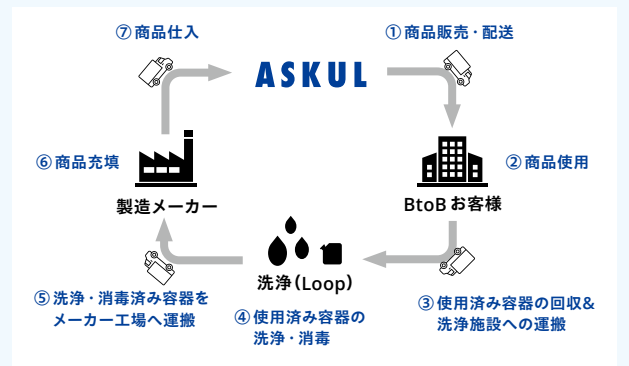 ⑦商品仕入
①商品販売・配送
ASKUL
⑥商品充填
②商品使用
製造メーカー
BtoBお客様
洗浄(Loop)
⑤洗浄・消毒済み容器を
メーカー工場へ運搬
④使用済み容器の
洗浄・消毒
③使用済み容器の回収&
洗浄施設への運搬